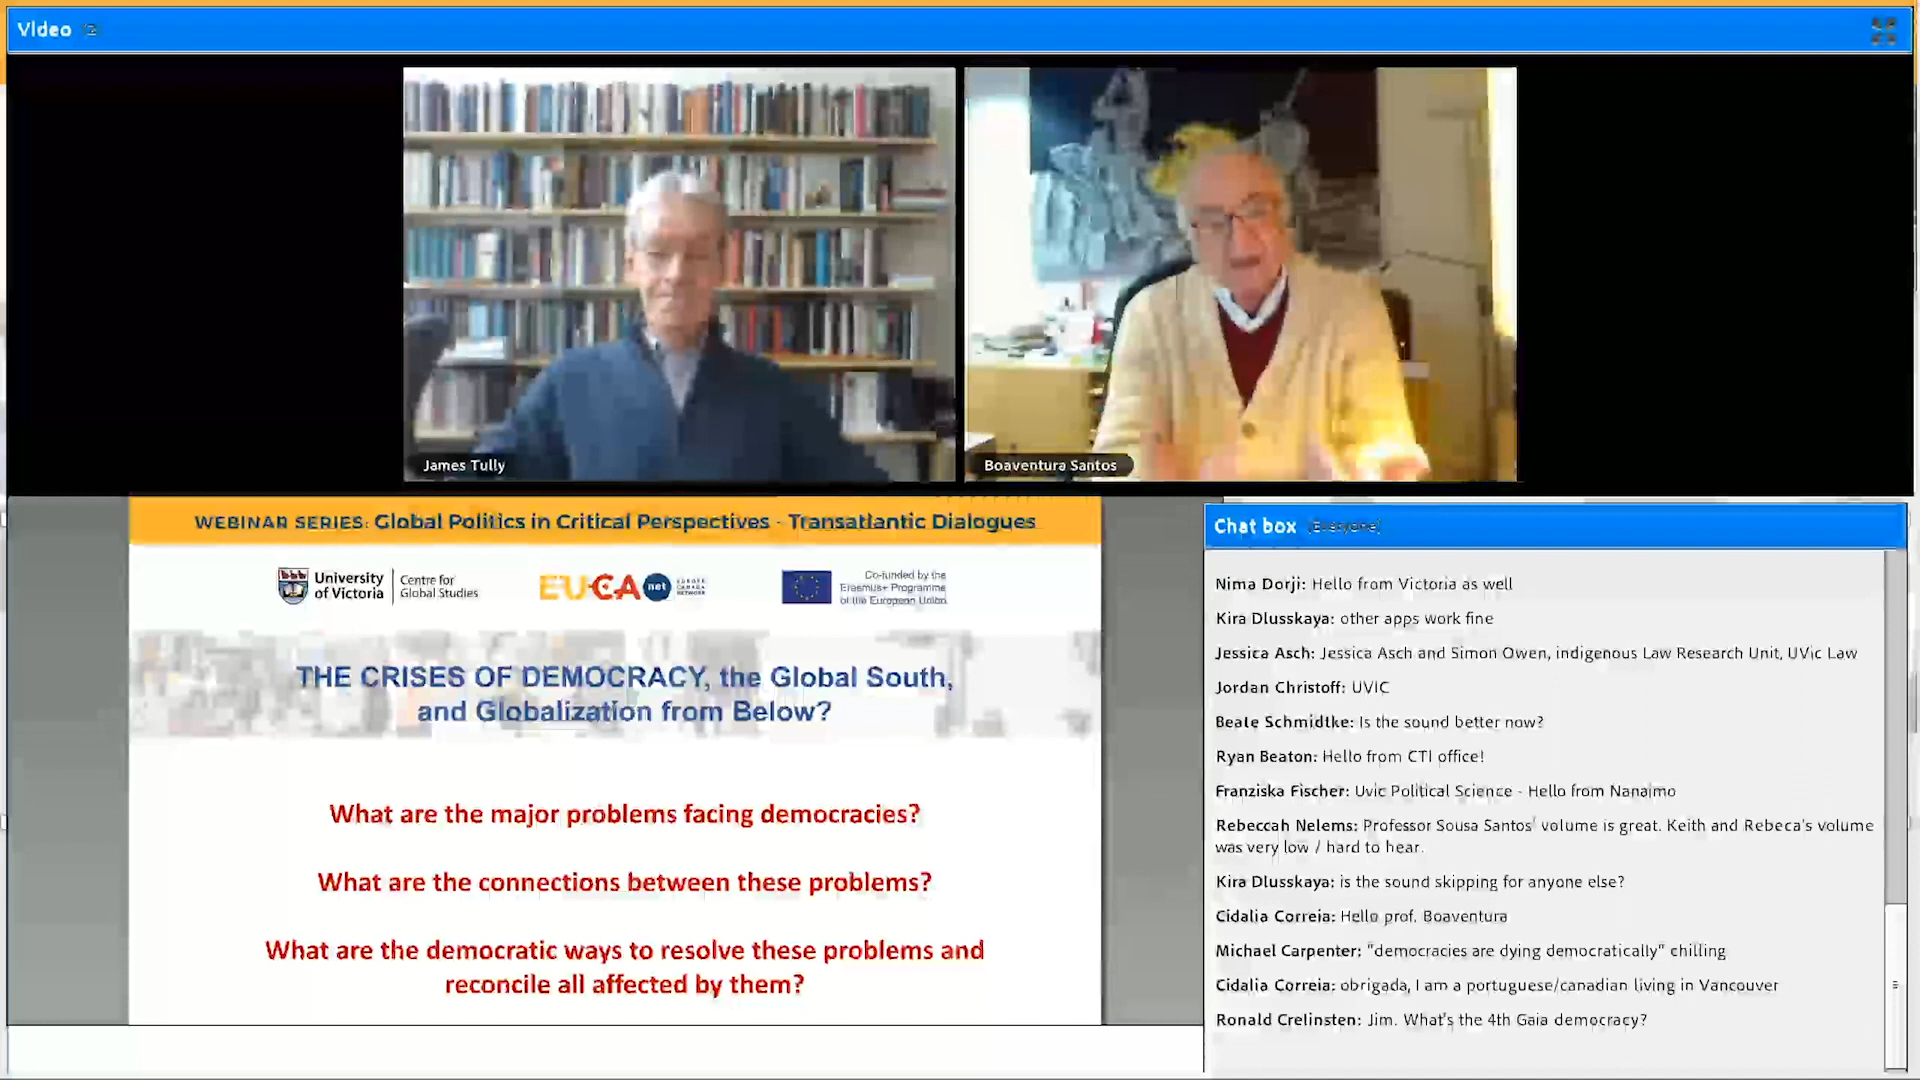 Video (2)
James Tully
Boaventura Santos
WEBINAR SERIES: Global Politics in Critical Perspectives - Transatlantic Dialogues
University of Victoria
Centre for Global Studies
EUCA net
EUROPE CANADA NETWORK
Co-funded by the
Erasmus+ Programme
of the European Union
THE CRISES OF DEMOCRACY, the Global South,
and Globalization from Below?
What are the major problems facing democracies?
What are the connections between these problems?
What are the democratic ways to resolve these problems and
reconcile all affected by them?
Chat box (Everyone)
Nima Dorji: Hello from Victoria as well
Kira Dlusskaya: other apps work fine
Jessica Asch: Jessica Asch and Simon Owen, indigenous Law Research Unit, UVic Law
Jordan Christoff: UVIC
Beate Schmidtke: Is the sound better now?
Ryan Beaton: Hello from CTI office!
Franziska Fischer: Uvic Political Science - Hello from Nanaimo
Rebeccah Nelems: Professor Sousa Santos' volume is great. Keith and Rebeca's volume
was very low / hard to hear.
Kira Dlusskaya: is the sound skipping for anyone else?
Cidalia Correia: Hello prof. Boaventura
Michael Carpenter: "democracies are dying democratically" chilling
Cidalia Correia: obrigada, I am a portuguese/canadian living in Vancouver
Ronald Crelinsten: Jim. What's the 4th Gaia democracy?